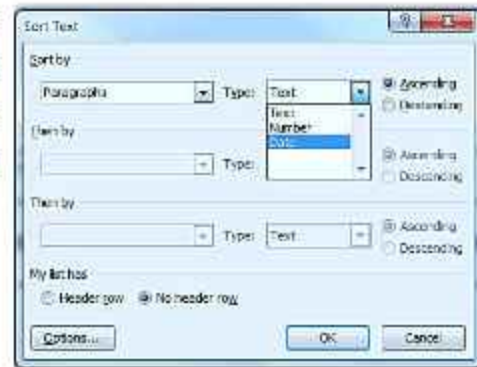 Sort Text
Sort by
Paragraphs Type: Text Ascending
Descending
Text
Number
Date
Then by
Type: Ascending
Descending
Then by
Type: Text Ascending
Descending
My list has
Header row No header row
Options... OK Cancel